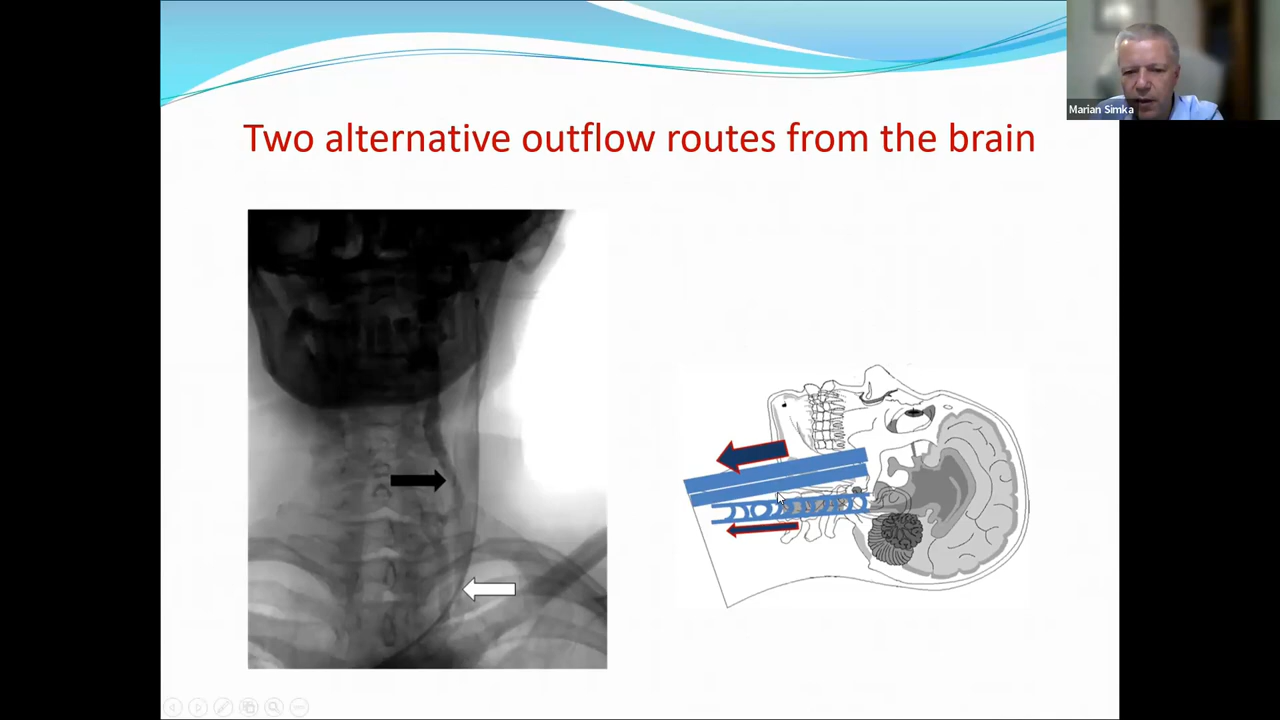 Marian Simka
Two alternative outflow routes from the brain